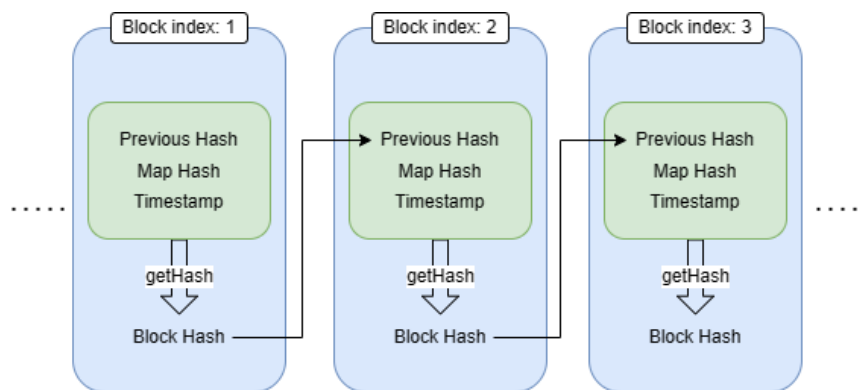 Block index: 1
Previous Hash
Map Hash
Timestamp
getHash
Block Hash
Block index: 2
Previous Hash
Map Hash
Timestamp
getHash
Block Hash
Block index: 3
Previous Hash
Map Hash
Timestamp
getHash
Block Hash